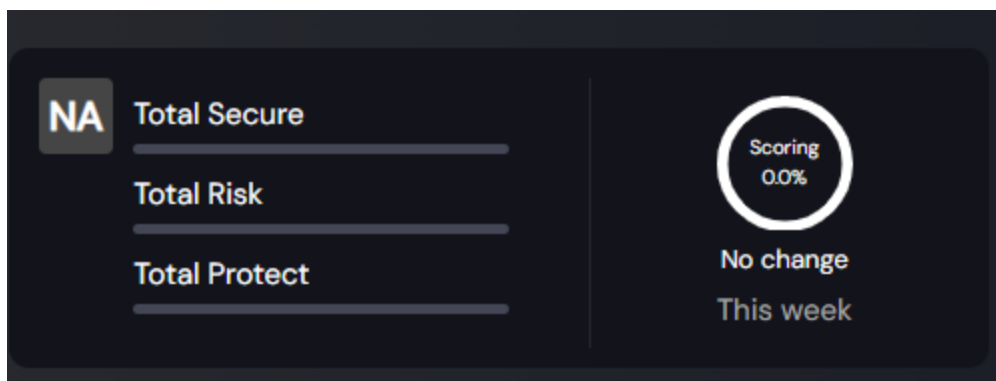 NA
Total Secure
Total Risk
Total Protect
Scoring
0.0%
No change
This week